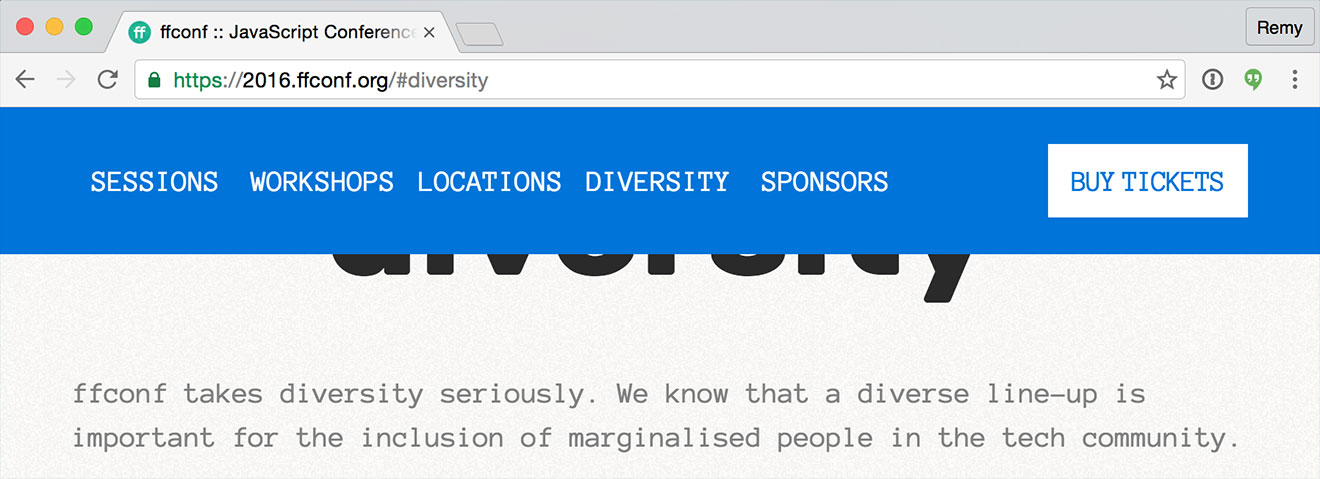 ff ffconf :: JavaScript Conference
Remy
https://2016.ffconf.org/#diversity
SESSIONS WORKSHOPS LOCATIONS DIVERSITY SPONSORS BUY TICKETS
diversity
ffconf takes diversity seriously. We know that a diverse line-up is
important for the inclusion of marginalised people in the tech community.